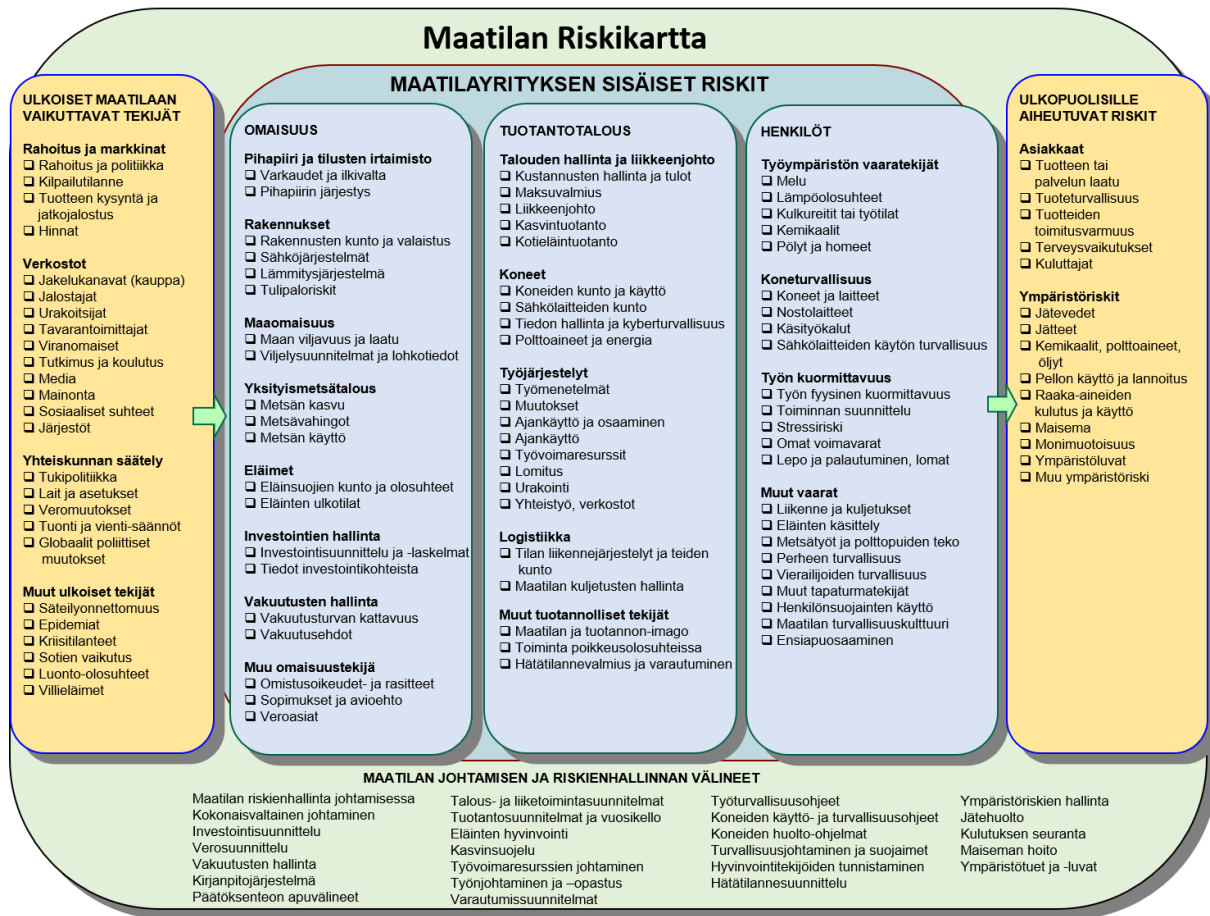 Maatilan Riskikartta
MAATILAYRITYKSEN SISÄISET RISKIT
ULKOISET MAATILAAN
VAIKUTTAVAT TEKIJÄT
Rahoitus ja markkinat
❑ Rahoitus ja politiikka
❑ Kilpailutilanne
❑ Tuotteen kysyntä ja
jatkojalostus
❑ Hinnat
Verkostot
❑ Jakelukanavat (kauppa)
❑ Jalostajat
❑ Urakoitsijat
❑ Tavarantoimittajat
❑ Viranomaiset
❑ Tutkimus ja koulutus
❑ Media
❑ Mainonta
❑ Sosiaaliset suhteet
❑ Järjestöt
Yhteiskunnan säätely
❑ Tukipolitiikka
❑ Lait ja asetukset
❑ Veromuutokset
❑ Tuonti ja vienti-säännöt
❑ Globaalit poliittiset
muutokset
Muut ulkoiset tekijät
❑ Säteilyonnettomuus
❑ Epidemiat
❑ Kriisitilanteet
❑ Sotien vaikutus
❑ Luonto-olosuhteet
❑ Villieläimet
OMAISUUS
Pihapiiri ja tilusten irtaimisto
❑ Varkaudet ja ilkivalta
❑ Pihapiirin järjestys
Rakennukset
❑ Rakennusten kunto ja valaistus
❑ Sähköjärjestelmät
❑ Lämmitysjärjestelmä
❑ Tulipaloriskit
Maaomaisuus
❑ Maan viljavuus ja laatu
❑ Viljelysuunnitelmat ja lohkotiedot
Yksityismetsätalous
❑ Metsän kasvu
❑ Metsävahingot
❑ Metsän käyttö
Eläimet
❑ Eläinsuojien kunto ja olosuhteet
❑ Eläinten ulkotilat
Investointien hallinta
❑ Investointisuunnittelu ja -laskelmat
❑ Tiedot investointikohteista
Vakuutusten hallinta
❑ Vakuutusturvan kattavuus
❑ Vakuutusehdot
Muu omaisuustekijä
❑ Omistusoikeudet- ja rasitteet
❑ Sopimukset ja avioehto
❑ Veroasiat
TUOTANTOTALOUS
Talouden hallinta ja liikkeenjohto
❑ Kustannusten hallinta ja tulot
❑ Maksuvalmius
❑ Liikkeenjohto
❑ Kasvintuotanto
❑ Kotieläintuotanto
Koneet
❑ Koneiden kunto ja käyttö
❑ Sähkölaitteiden kunto
❑ Tiedon hallinta ja kyberturvallisuus
❑ Polttoaineet ja energia
Työjärjestelyt
❑ Työmenetelmät
❑ Muutokset
❑ Ajankäyttö ja osaaminen
❑ Ajankäyttö
❑ Työvoimaresurssit
❑ Lomitus
❑ Urakointi
❑ Yhteistyö, verkostot
Logistiikka
❑ Tilan liikennejärjestelyt ja teiden
kunto
❑ Maatilan kuljetusten hallinta
Muut tuotannolliset tekijät
❑ Maatilan ja tuotannon-imago
❑ Toiminta poikkeusolosuhteissa
❑ Hätätilannevalmius ja varautuminen
HENKILÖT
Työympäristön vaaratekijät
❑ Melu
❑ Lämpöolosuhteet
❑ Kulkureitit tai työtilat
❑ Kemikaalit
❑ Pölyt ja homeet
Koneturvallisuus
❑ Koneet ja laitteet
❑ Nostolaitteet
❑ Käsityökalut
❑ Sähkölaitteiden käytön turvallisuus
Työn kuormittavuus
❑ Työn fyysinen kuormittavuus
❑ Toiminnan suunnittelu
❑ Stressiriski
❑ Omat voimavarat
❑ Lepo ja palautuminen, lomat
Muut vaarat
❑ Liikenne ja kuljetukset
❑ Eläinten käsittely
❑ Metsätyöt ja polttopuiden teko
❑ Perheen turvallisuus
❑ Vierailijoiden turvallisuus
❑ Muut tapaturmatekijät
❑ Henkilönsuojainten käyttö
❑ Maatilan turvallisuuskulttuuri
❑ Ensiapuosaaminen
ULKOPUOLISILLE
AIHEUTUVAT RISKIT
Asiakkaat
❑ Tuotteen tai
palvelun laatu
❑ Tuoteturvallisuus
❑ Tuotteiden
toimitusvarmuus
❑ Terveysvaikutukset
❑ Kuluttajat
Ympäristöriskit
❑ Jätevedet
❑ Jätteet
❑ Kemikaalit, polttoaineet,
öljyt
❑ Pellon käyttö ja lannoitus
❑ Raaka-aineiden
kulutus ja käyttö
❑ Maisema
❑ Monimuotoisuus
❑ Ympäristöluvat
❑ Muu ympäristöriski
MAATILAN JOHTAMISEN JA RISKIENHALLINNAN VÄLINEET
Maatilan riskienhallinta johtamisessa
Kokonaisvaltainen johtaminen
Investointisuunnittelu
Verosuunnittelu
Vakuutusten hallinta
Kirjanpitojärjestelmä
Päätöksenteon apuvälineet
Talous- ja liiketoimintasuunnitelmat
Tuotantosuunnitelmat ja vuosikello
Eläinten hyvinvointi
Kasvinsuojelu
Työvoimaresurssien johtaminen
Työnjohtaminen ja –opastus
Varautumissuunnitelmat
Työturvallisuusohjeet
Koneiden käyttö- ja turvallisuusohjeet
Koneiden huolto-ohjelmat
Turvallisuusjohtaminen ja suojaimet
Hyvinvointitekijöiden tunnistaminen
Hätätilannesuunnittelu
Ympäristöriskien hallinta
Jätehuolto
Kulutuksen seuranta
Maiseman hoito
Ympäristötuet ja -luvat